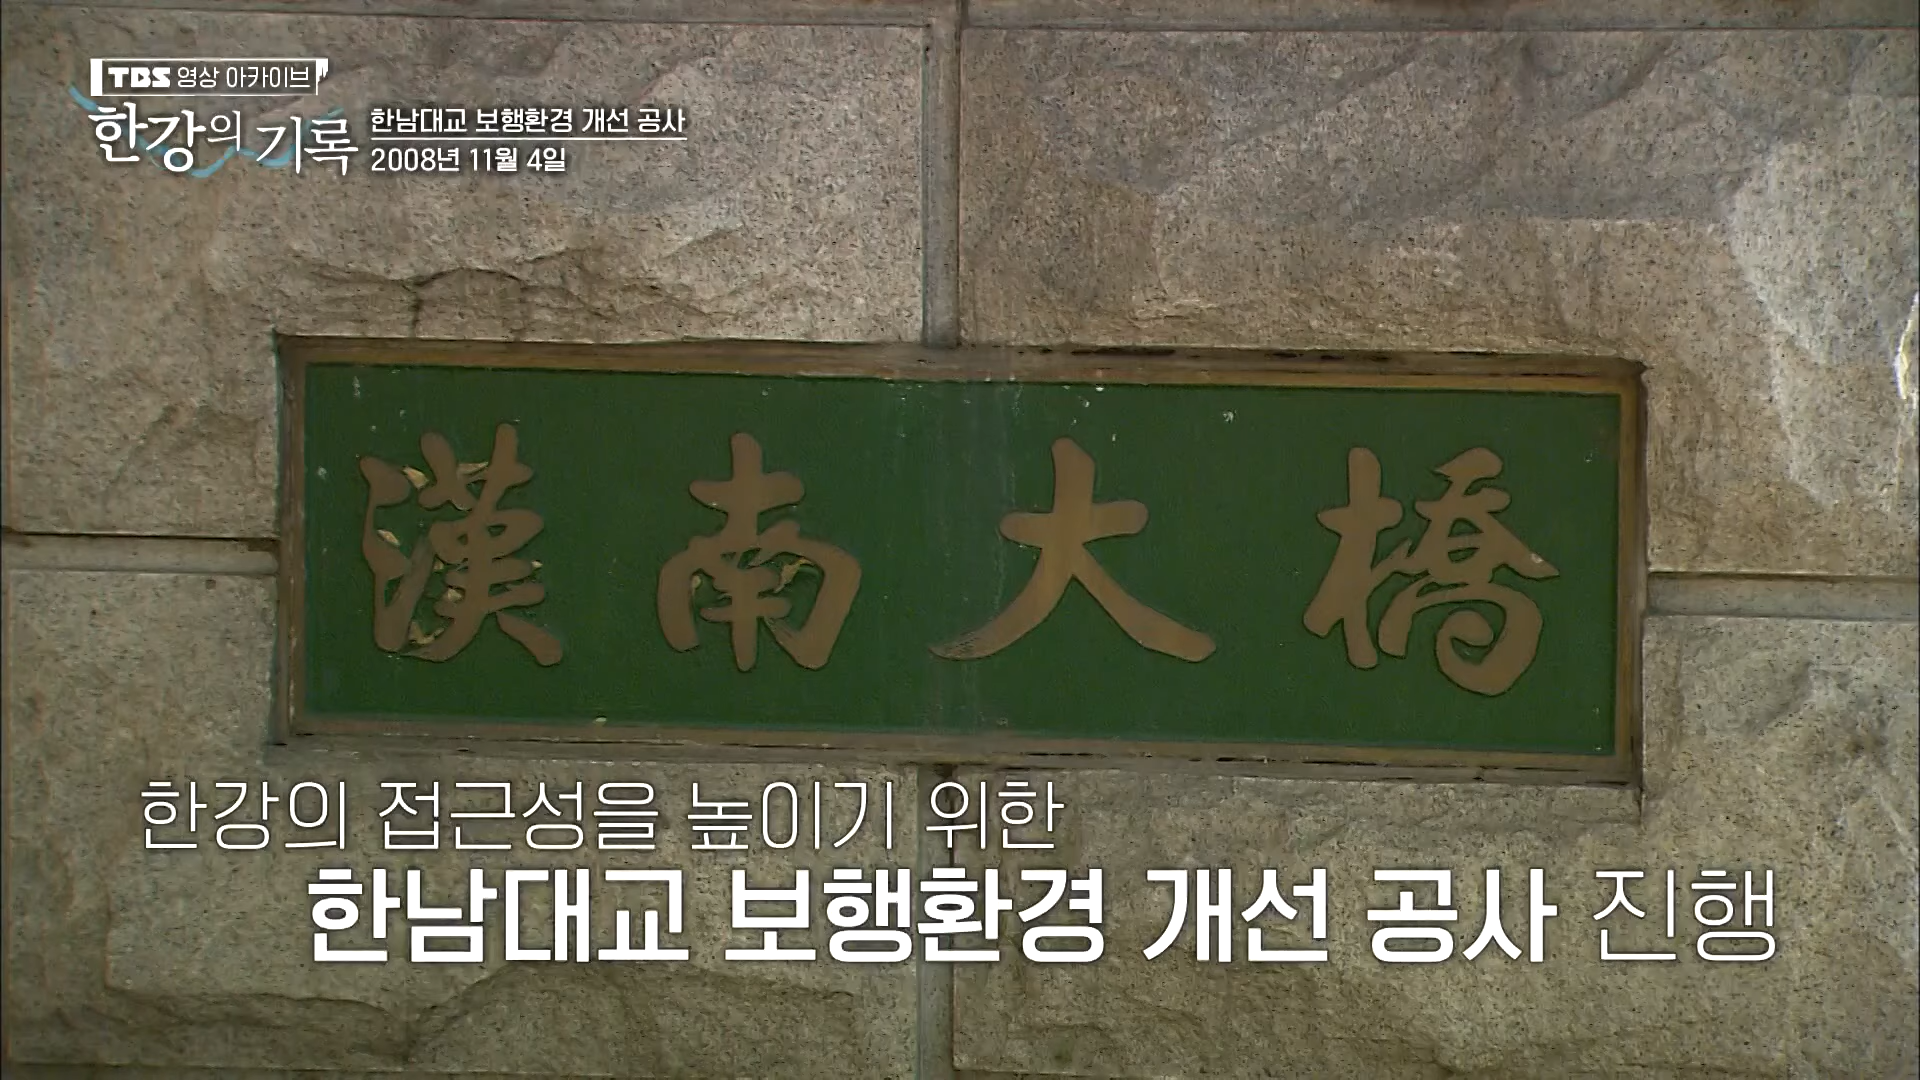 TBS 영상 아카이브
한강의 기록
한남대교 보행환경 개선 공사
2008년 11월 4일
漢南大橋
한강의 접근성을 높이기 위한
한남대교 보행환경 개선 공사 진행